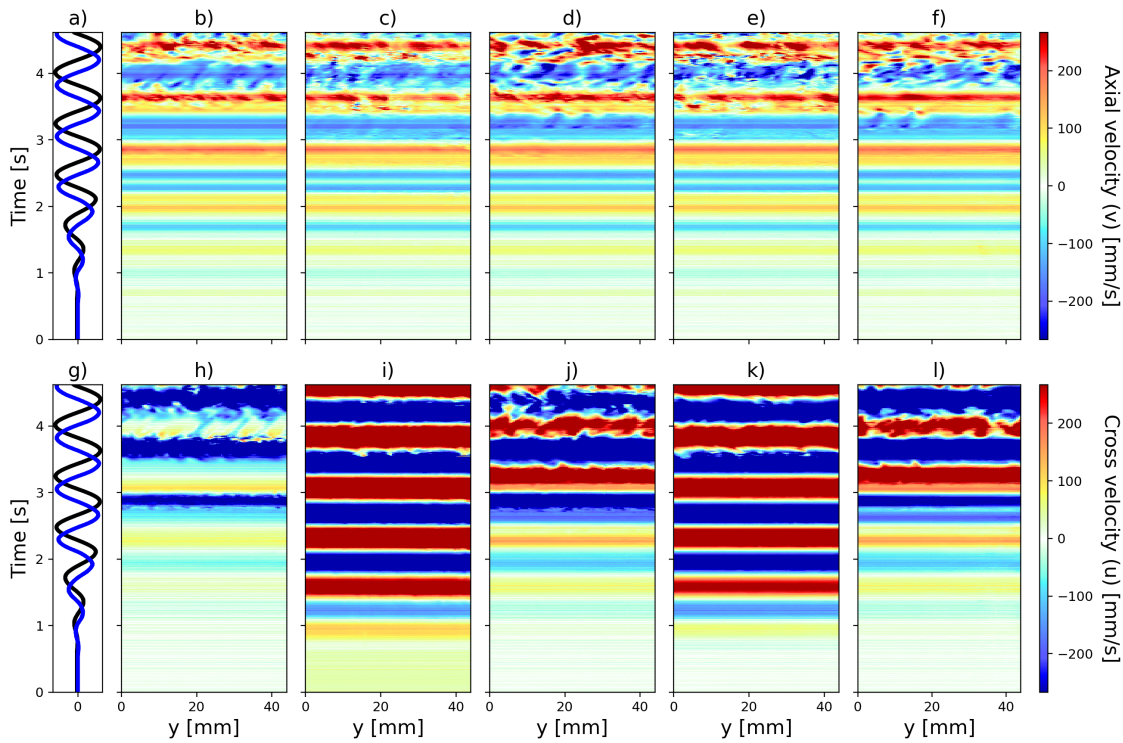 a) b) c) d) e) f)
4
3
2
1
0
Time [s]
200
100
0
−100
−200
Axial velocity (v) [mm/s]
g) h) i) j) k) l)
4
3
2
1
0
Time [s]
0 0 20 40 0 20 40 0 20 40 0 20 40 0 20 40
y [mm] y [mm] y [mm] y [mm] y [mm]
200
100
0
−100
−200
Cross velocity (u) [mm/s]